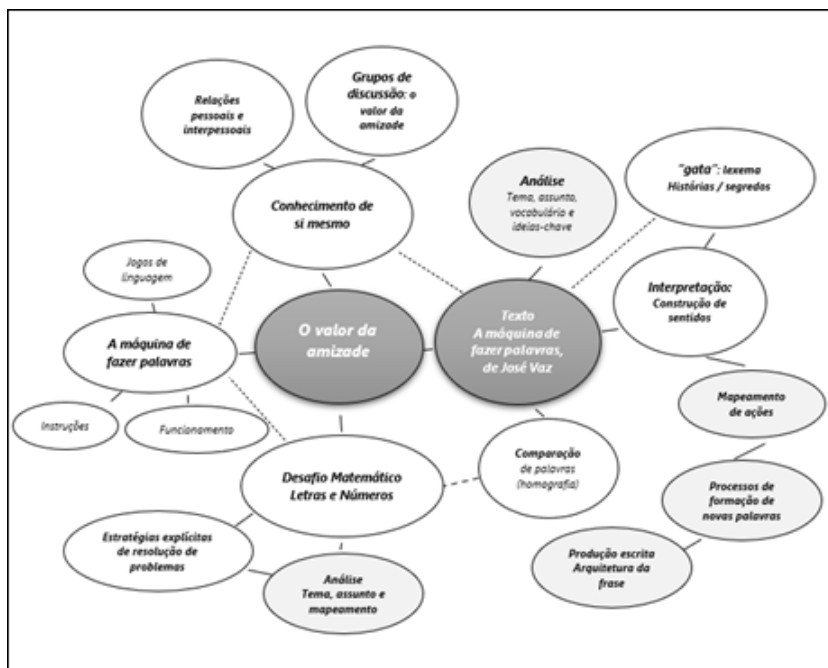 Relações
pessoais e
interpessoais
Grupos de
discussão: o
valor da
amizade
Conhecimento de
si mesmo
Análise
Tema, assunto,
vocabulário e
ideias-chave
"gata": lexema
Histórias / segredos
Jogos de
linguagem
Interpretação:
Construção de
sentidos
A máquina de
fazer palavras
O valor da
amizade
Texto
A máquina de
fazer palavras,
de José Vaz
Instruções
Funcionamento
Mapeamento
de ações
Desafio Matemático
Letras e Números
Comparação
de palavras
(homografia)
Processos de
formação de
novas palavras
Estratégias explícitas
de resolução de
problemas
Análise
Tema, assunto e
mapeamento
Produção escrita
Arquitetura da
frase